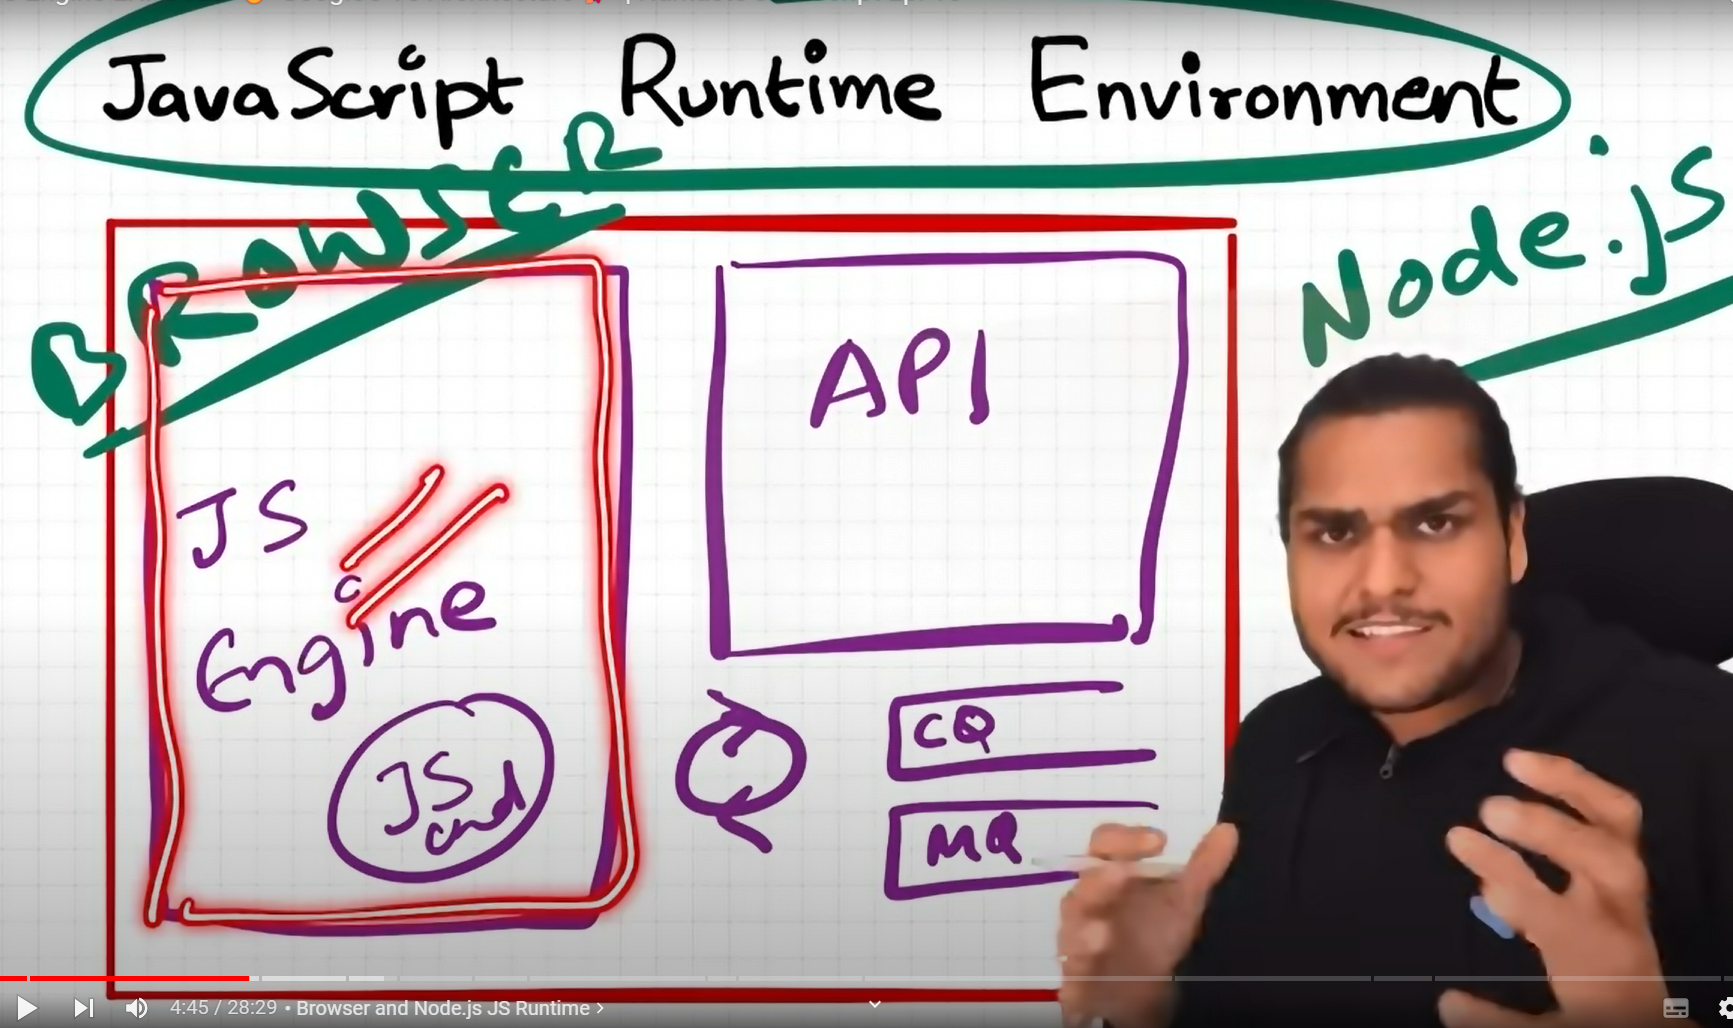 JavaScript Runtime Environment
BROWSER
Node.js
API
JS
Engine
JS
CQ
MQ
4:45 / 28:29 • Browser and Node.js JS Runtime >